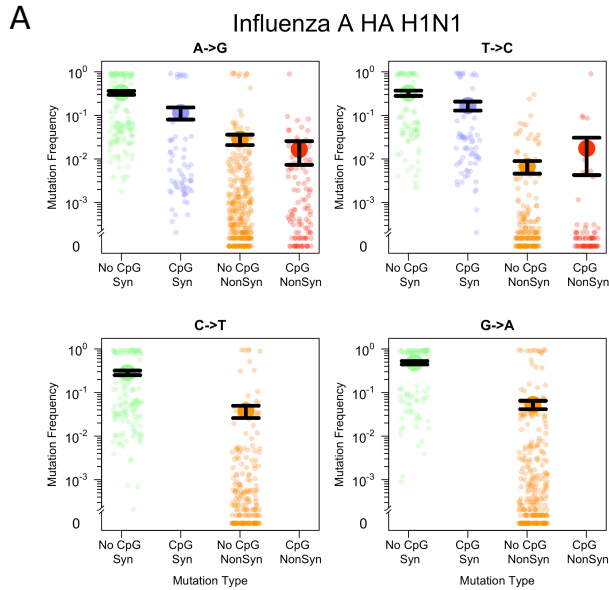 A
Influenza A HA H1N1
A->G
T->C
Mutation Frequency
10⁰
10⁻¹
10⁻²
10⁻³
0
No CpG Syn
CpG Syn
No CpG NonSyn
CpG NonSyn
Mutation Frequency
10⁰
10⁻¹
10⁻²
10⁻³
0
No CpG Syn
CpG Syn
No CpG NonSyn
CpG NonSyn
C->T
G->A
Mutation Frequency
10⁰
10⁻¹
10⁻²
10⁻³
0
No CpG Syn
CpG Syn
No CpG NonSyn
CpG NonSyn
Mutation Type
Mutation Frequency
10⁰
10⁻¹
10⁻²
10⁻³
0
No CpG Syn
CpG Syn
No CpG NonSyn
CpG NonSyn
Mutation Type